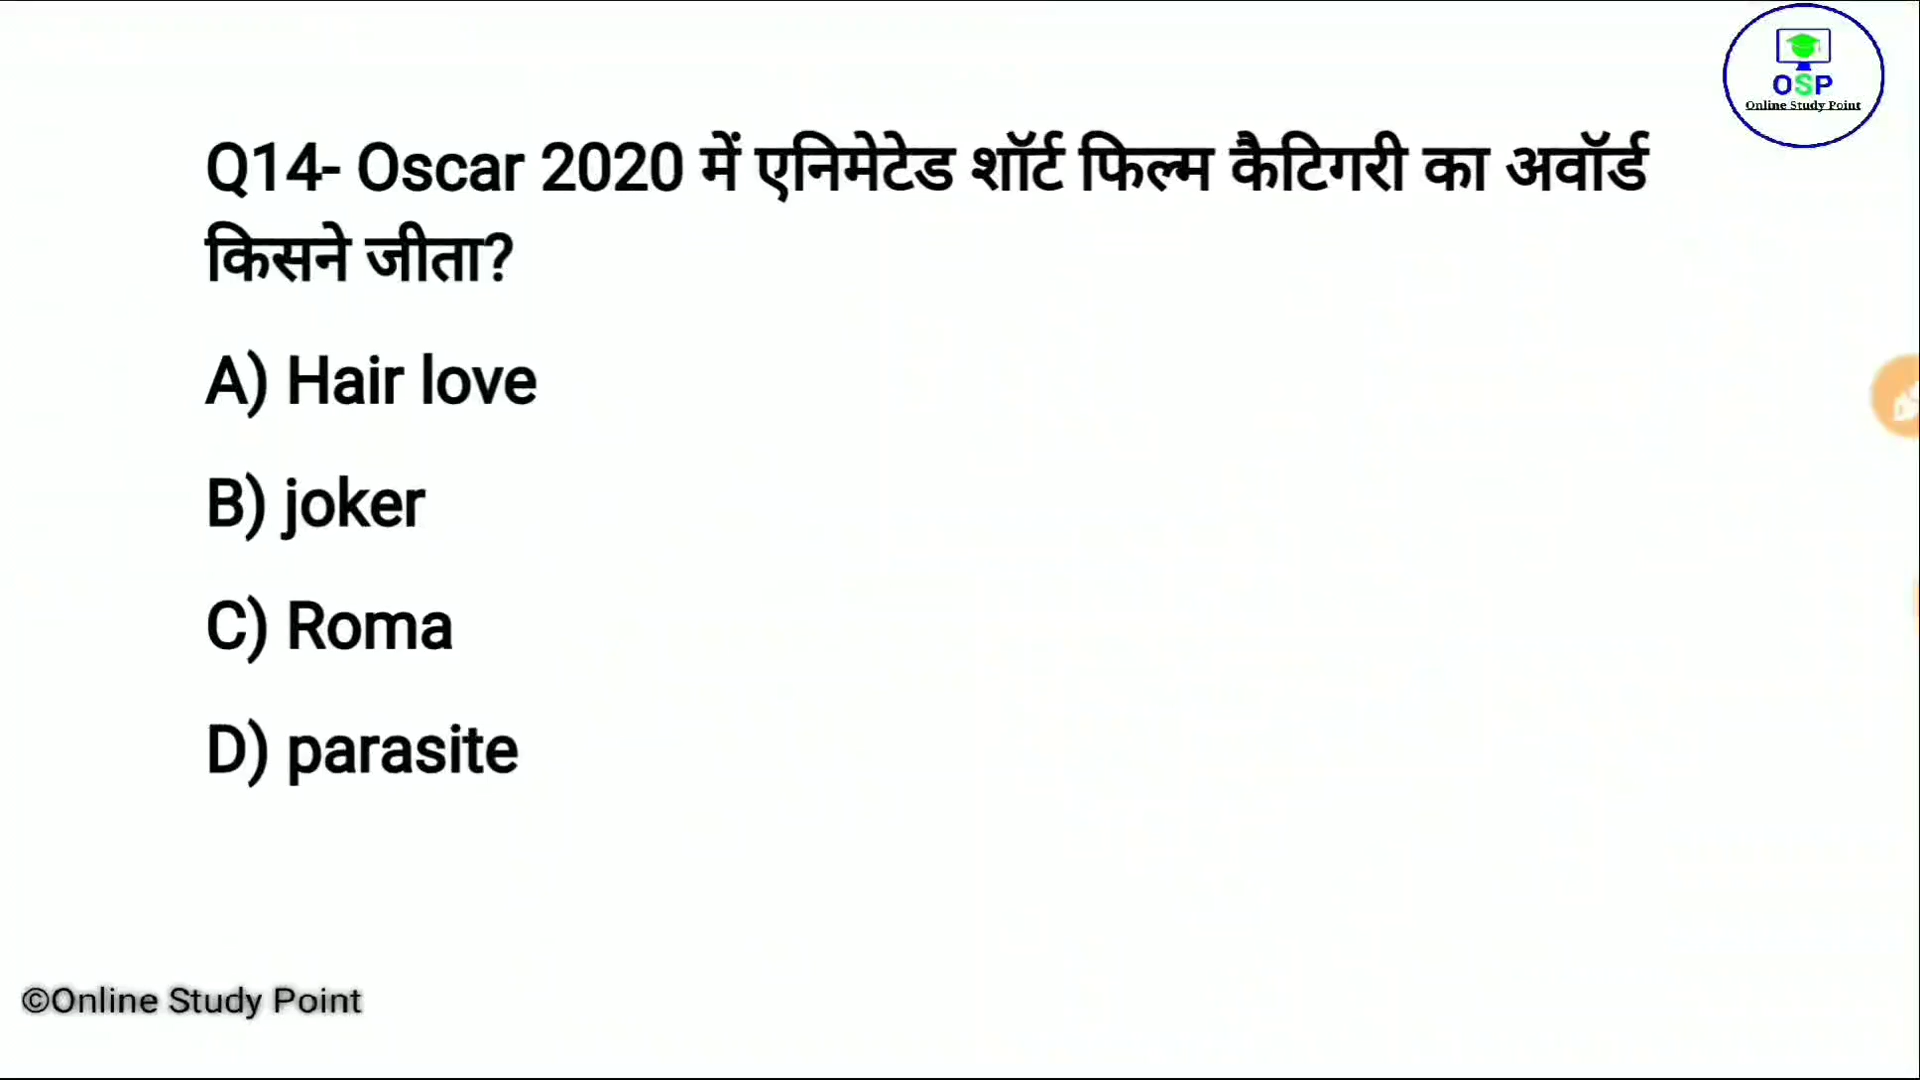 OSP
Online Study Point
Q14- Oscar 2020 में एनिमेटेड शॉर्ट फिल्म कैटिगरी का अवॉर्ड
किसने जीता?
A) Hair love
B) joker
C) Roma
D) parasite
©Online Study Point